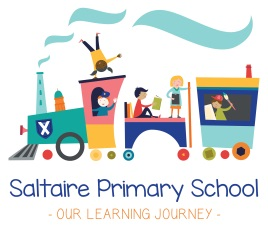 Saltaire Primary School
- OUR LEARNING JOURNEY -